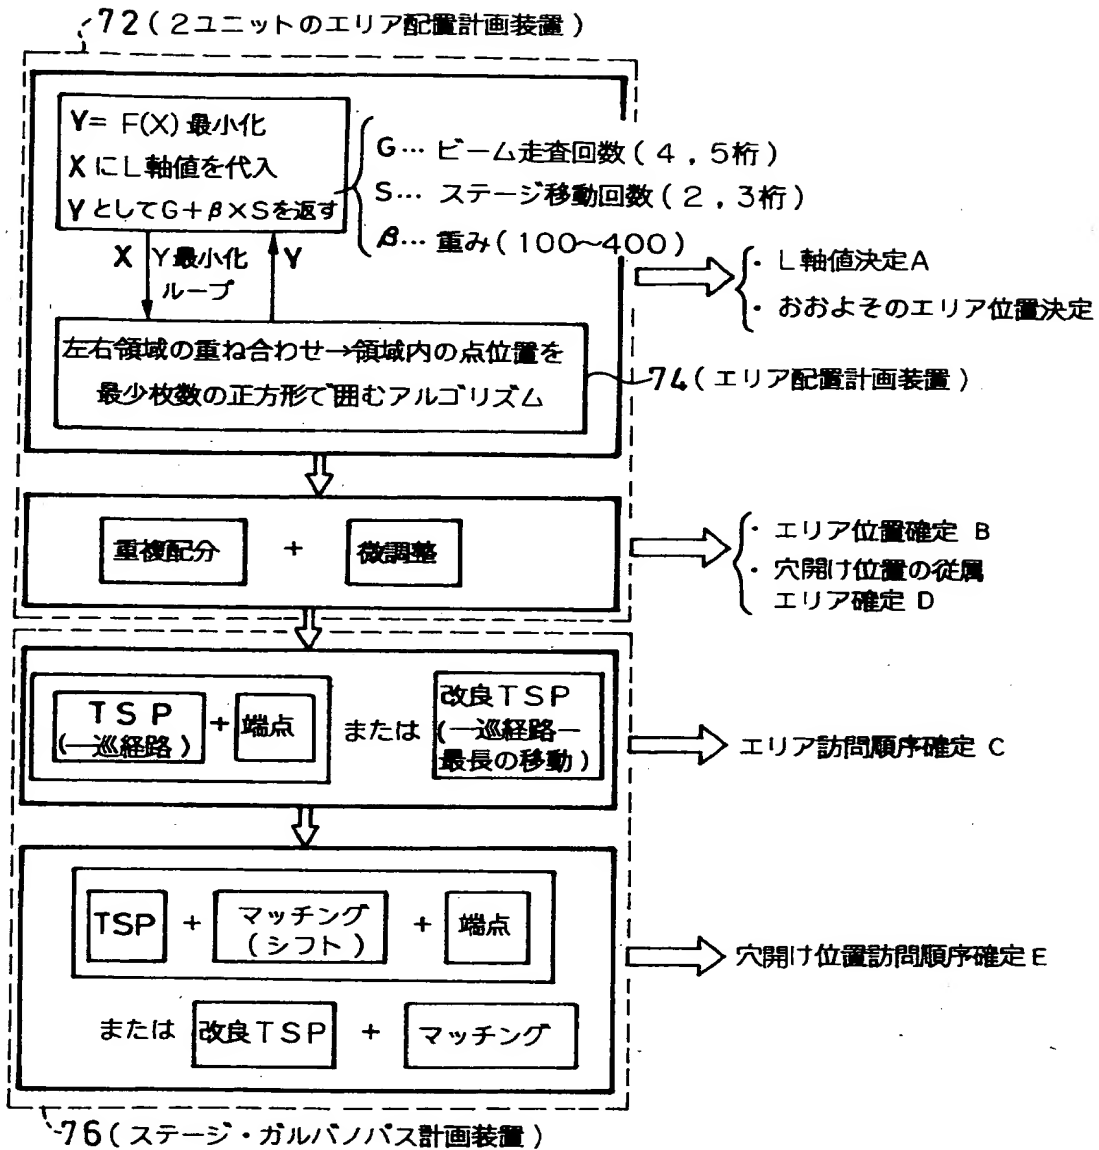 72(2ユニットのエリア配置計画装置)
Y= F(X) 最小化
XにL軸値を代入
YとしてG+β×Sを返す
G… ビーム走査回数(4,5桁)
S… ステージ移動回数(2,3桁)
β… 重み(100〜400)
X
Y最小化
ループ
Y
・L軸値決定A
・おおよそのエリア位置決定
左右領域の重ね合わせ→領域内の点位置を
最少枚数の正方形で囲むアルゴリズム
74(エリア配置計画装置)
重複配分 + 微調整
・エリア位置確定 B
・穴開け位置の従属
エリア確定 D
TSP
(一巡経路)
+ 端点
または
改良TSP
(一巡経路−
最長の移動)
エリア訪問順序確定 C
TSP + マッチング
(シフト)
+ 端点
または 改良TSP + マッチング
穴開け位置訪問順序確定E
76(ステージ・ガルバノパス計画装置)